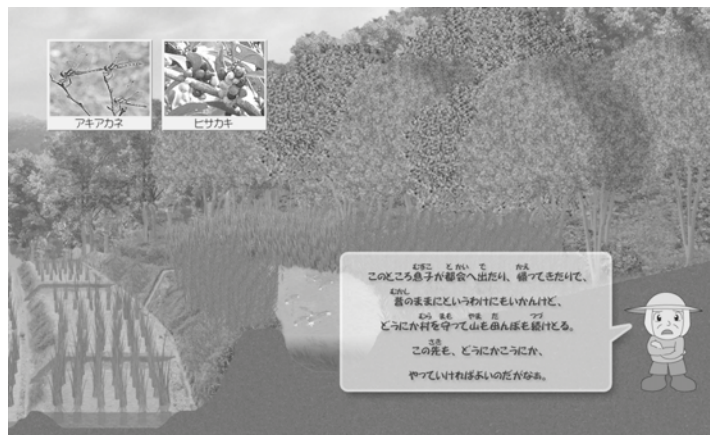 アキアカネ
ヒサカキ
このところ息子が都会へ出たり、帰ってきたりで、
昔のままにというわけにもいかんけど、
どうにか村を守って山も田んぼも続けとる。
この先も、どうにかこうにか、
やっていければよいのだがなぁ。